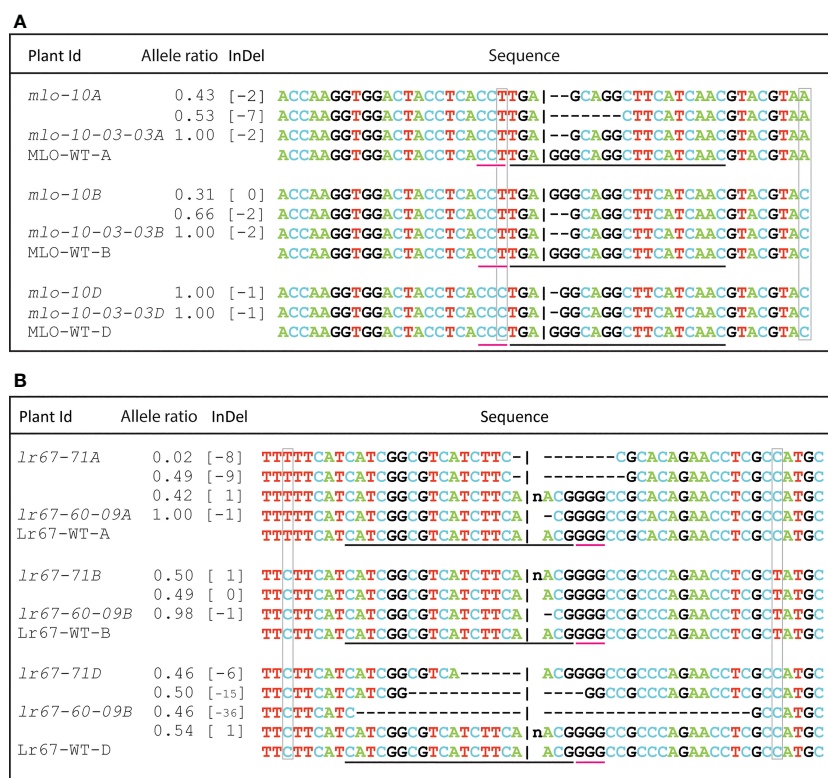 A
Plant Id Allele ratio InDel Sequence
mlo-10A 0.43 [-2] ACCAAGGTGGACTACCTCACCTTGA|--GCAGGCTTCATCAACGTACGTAA
0.53 [-7] ACCAAGGTGGACTACCTCACCTTGA|-------CTTCATCAACGTACGTAA
mlo-10-03-03A 1.00 [-2] ACCAAGGTGGACTACCTCACCTTGA|--GCAGGCTTCATCAACGTACGTAA
MLO-WT-A ACCAAGGTGGACTACCTCACCTTGA|GGGCAGGCTTCATCAACGTACGTAA
mlo-10B 0.31 [ 0] ACCAAGGTGGACTACCTCACCTTGA|GGGCAGGCTTCATCAACGTACGTAC
0.66 [-2] ACCAAGGTGGACTACCTCACCTTGA|--GCAGGCTTCATCAACGTACGTAC
mlo-10-03-03B 1.00 [-2] ACCAAGGTGGACTACCTCACCTTGA|--GCAGGCTTCATCAACGTACGTAC
MLO-WT-B ACCAAGGTGGACTACCTCACCTTGA|GGGCAGGCTTCATCAACGTACGTAC
mlo-10D 1.00 [-1] ACCAAGGTGGACTACCTCACCCTGA|-GGCAGGCTTCATCAACGTACGTAC
mlo-10-03-03D 1.00 [-1] ACCAAGGTGGACTACCTCACCCTGA|-GGCAGGCTTCATCAACGTACGTAC
MLO-WT-D ACCAAGGTGGACTACCTCACCCTGA|GGGCAGGCTTCATCAACGTACGTAC
B
Plant Id Allele ratio InDel Sequence
lr67-71A 0.02 [-8] TTTTTCATCATCGGCGTCATCTTC-| -------CGCACAGAACCTCGCCATGC
0.49 [-9] TTTTTCATCATCGGCGTCATCTTC-| --------GCACAGAACCTCGCCATGC
0.42 [ 1] TTTTTCATCATCGGCGTCATCTTCA|nACGGGGCCGCACAGAACCTCGCCATGC
lr67-60-09A 1.00 [-1] TTTTTCATCATCGGCGTCATCTTCA| -CGGGGCCGCACAGAACCTCGCCATGC
Lr67-WT-A TTTTTCATCATCGGCGTCATCTTCA| ACGGGGCCGCACAGAACCTCGCCATGC
lr67-71B 0.50 [ 1] TTCTTCATCATCGGCGTCATCTTCA|nACGGGGCCGCCCAGAACCTCGCTATGC
0.49 [ 0] TTCTTCATCATCGGCGTCATCTTCA| ACGGGGCCGCCCAGAACCTCGCTATGC
lr67-60-09B 0.98 [-1] TTCTTCATCATCGGCGTCATCTTCA| -CGGGGCCGCCCAGAACCTCGCTATGC
Lr67-WT-B TTCTTCATCATCGGCGTCATCTTCA| ACGGGGCCGCCCAGAACCTCGCTATGC
lr67-71D 0.46 [-6] TTCTTCATCATCGGCGTCA------| ACGGGGCCGCCCAGAACCTCGCCATGC
0.50 [-15] TTCTTCATCATCGG-----------| ----GGCCGCCCAGAACCTCGCCATGC
lr67-60-09B 0.46 [-36] TTCTTCATC----------------| --------------------GCCATGC
0.54 [ 1] TTCTTCATCATCGGCGTCATCTTCA|nACGGGGCCGCCCAGAACCTCGCCATGC
Lr67-WT-D TTCTTCATCATCGGCGTCATCTTCA| ACGGGGCCGCCCAGAACCTCGCCATGC